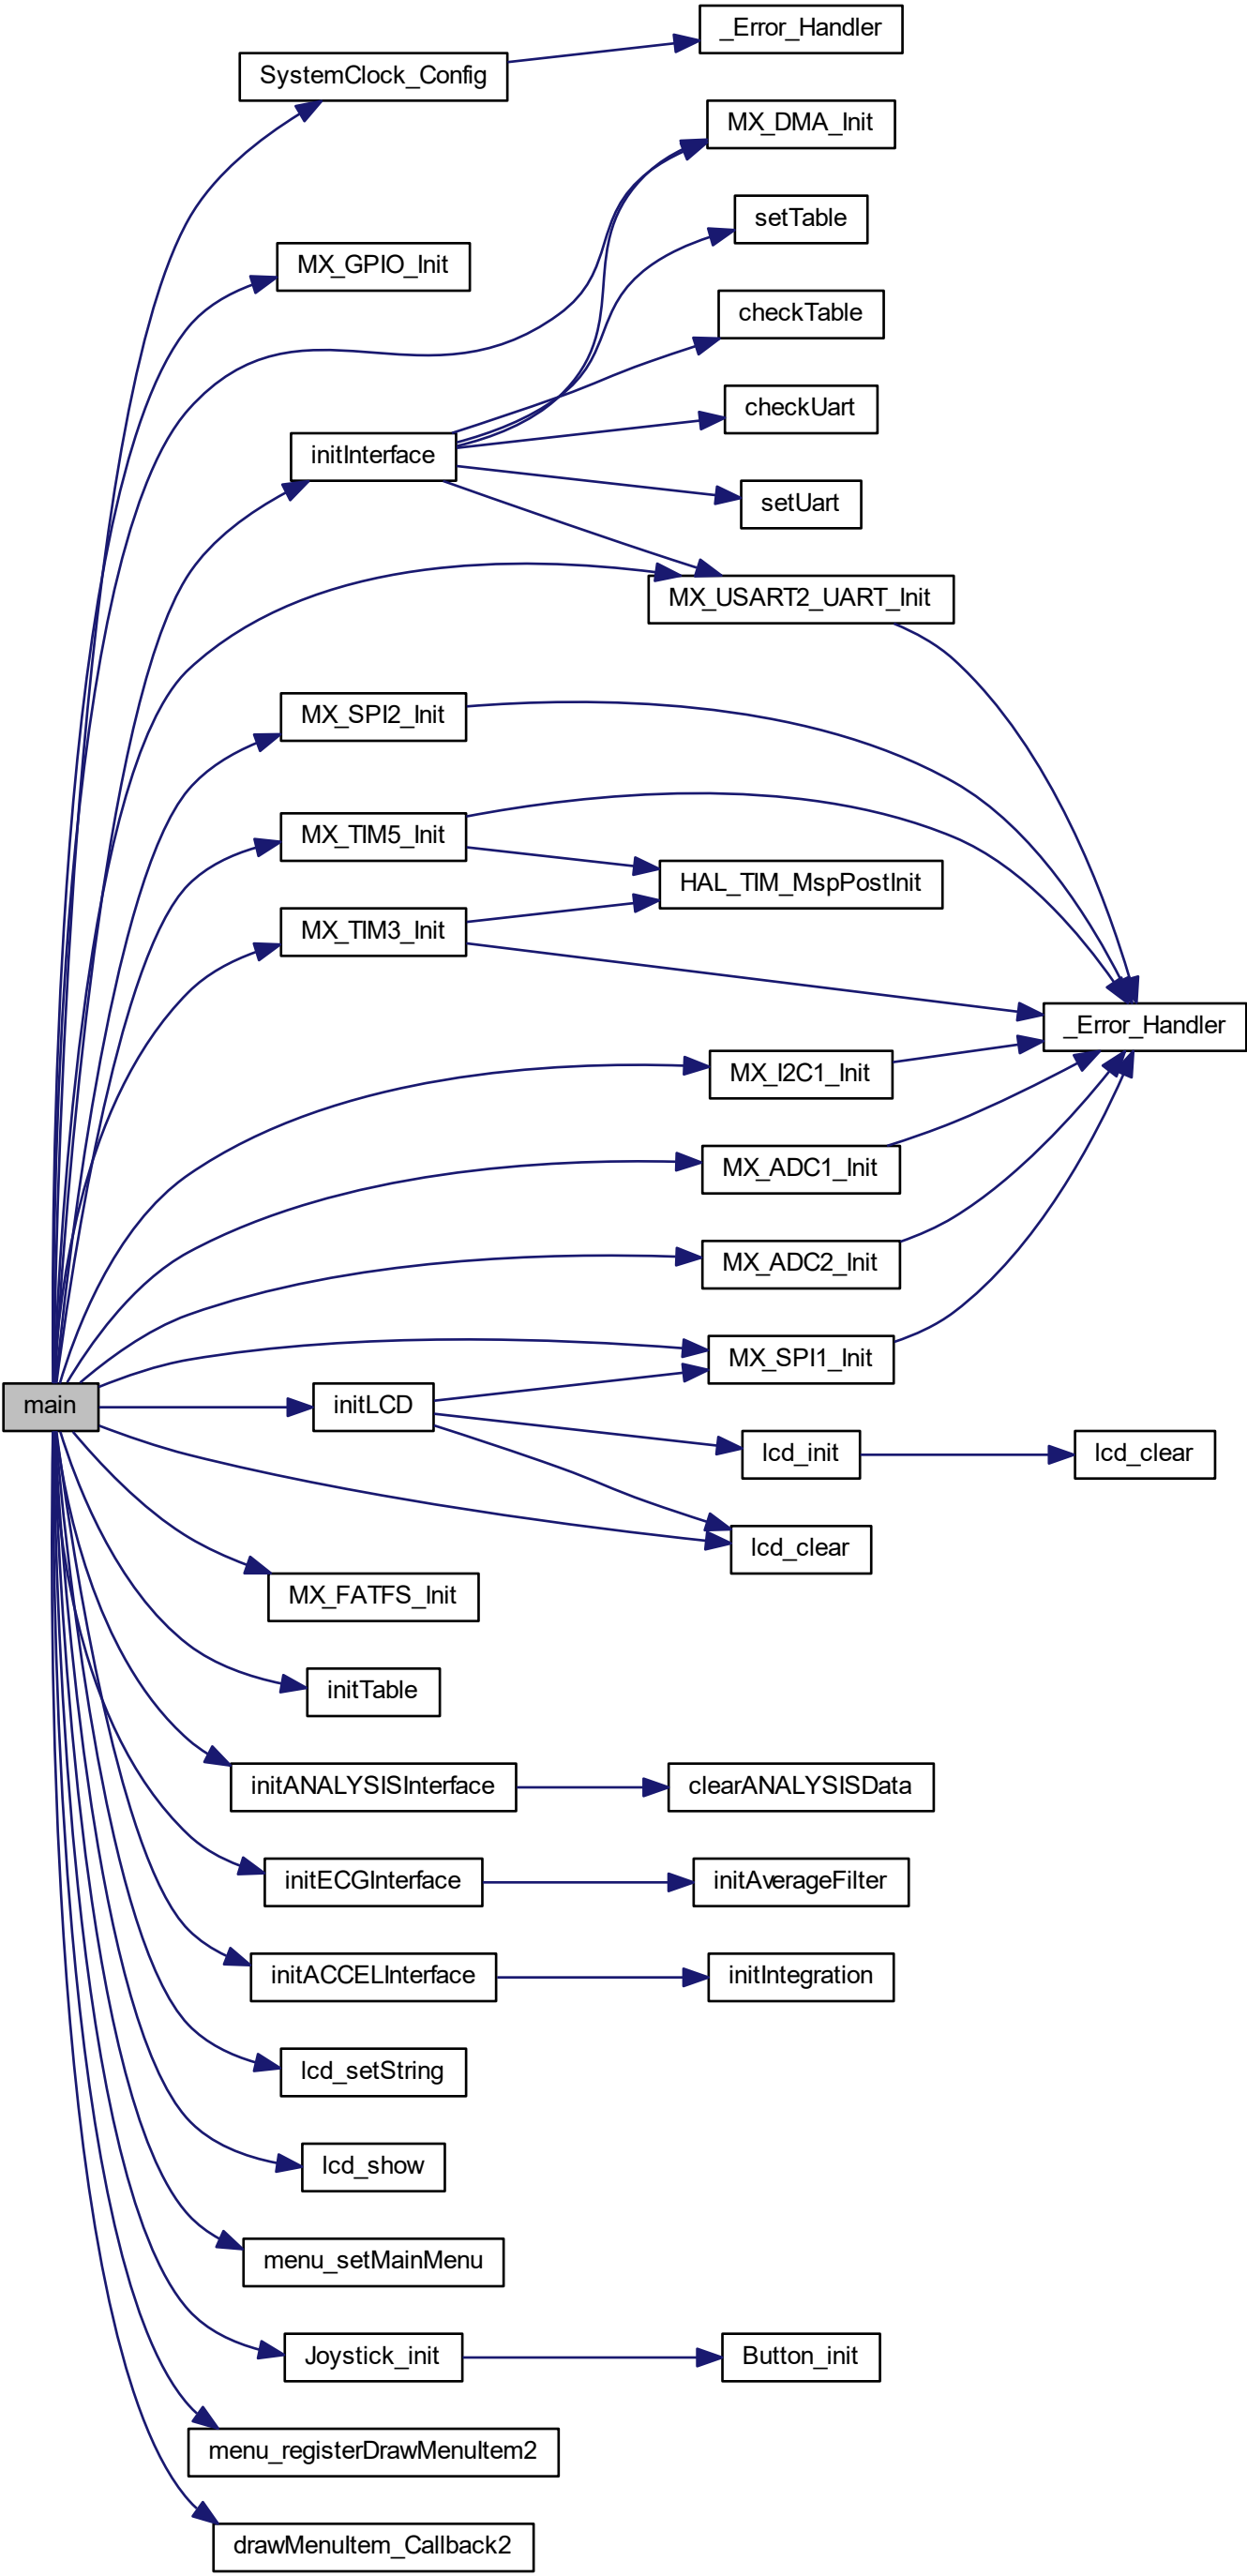 _Error_Handler
SystemClock_Config
MX_DMA_Init
setTable
MX_GPIO_Init
checkTable
checkUart
initInterface
setUart
MX_USART2_UART_Init
MX_SPI2_Init
MX_TIM5_Init
HAL_TIM_MspPostInit
MX_TIM3_Init
_Error_Handler
MX_I2C1_Init
MX_ADC1_Init
MX_ADC2_Init
MX_SPI1_Init
main
initLCD
lcd_init
lcd_clear
lcd_clear
MX_FATFS_Init
initTable
initANALYSISInterface
clearANALYSISData
initECGInterface
initAverageFilter
initACCELInterface
initIntegration
lcd_setString
lcd_show
menu_setMainMenu
Joystick_init
Button_init
menu_registerDrawMenuItem2
drawMenuItem_Callback2